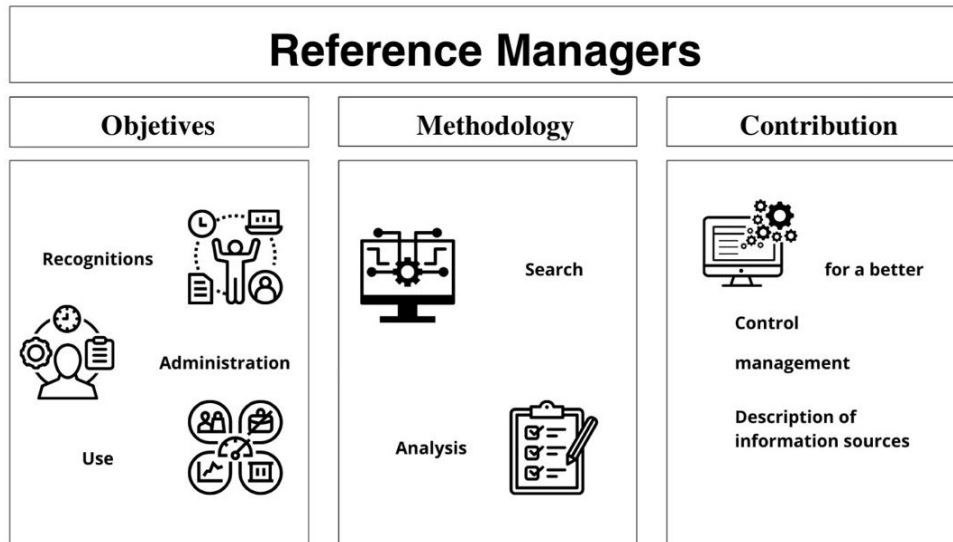 Reference Managers
Objetives
Recognitions
Administration
Use
Methodology
Search
Analysis
Contribution
for a better
Control
management
Description of
information sources